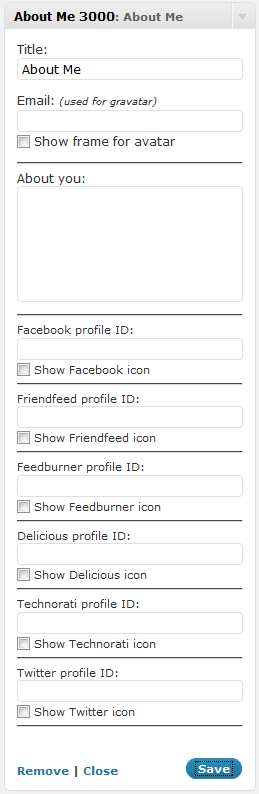 About Me 3000: About Me
Title:
About Me
Email: (used for gravatar)
Show frame for avatar
About you:
Facebook profile ID:
Show Facebook icon
Friendfeed profile ID:
Show Friendfeed icon
Feedburner profile ID:
Show Feedburner icon
Delicious profile ID:
Show Delicious icon
Technorati profile ID:
Show Technorati icon
Twitter profile ID:
Show Twitter icon
Remove | Close Save